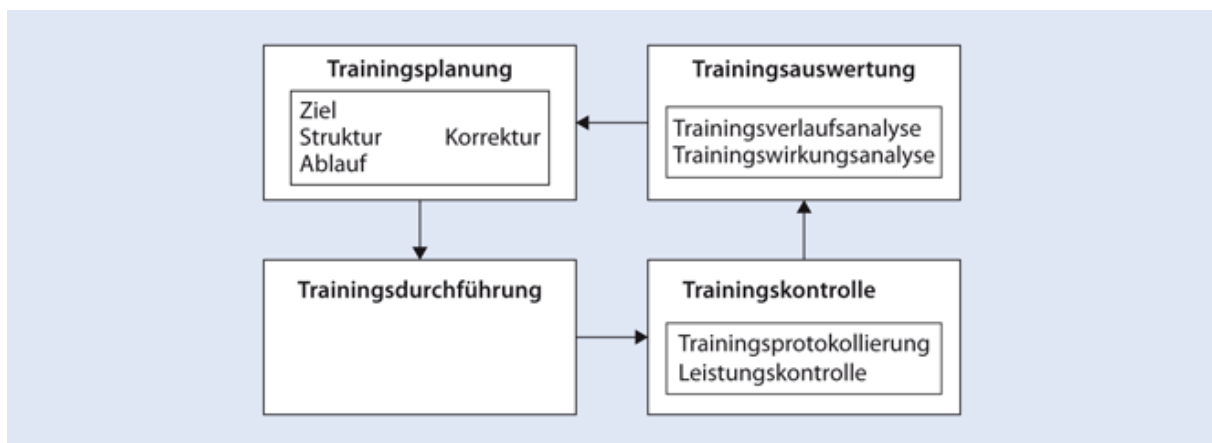 Trainingsplanung
Ziel
Struktur Korrektur
Ablauf
Trainingsauswertung
Trainingsverlaufsanalyse
Trainingswirkungsanalyse
Trainingsdurchführung
Trainingskontrolle
Trainingsprotokollierung
Leistungskontrolle